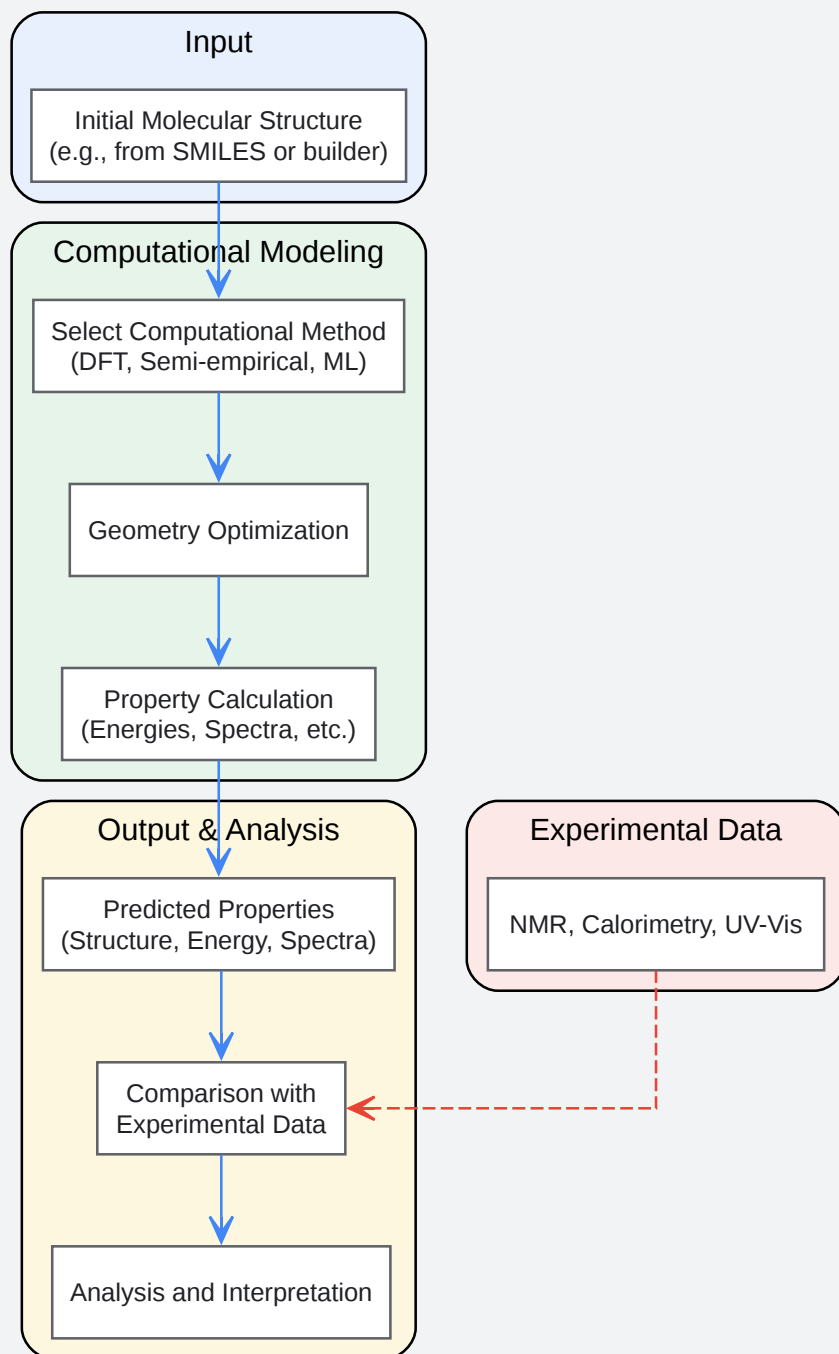 Input
Initial Molecular Structure
(e.g., from SMILES or builder)
Computational Modeling
Select Computational Method
(DFT, Semi-empirical, ML)
Geometry Optimization
Property Calculation
(Energies, Spectra, etc.)
Output & Analysis
Predicted Properties
(Structure, Energy, Spectra)
Experimental Data
NMR, Calorimetry, UV-Vis
Comparison with
Experimental Data
Analysis and Interpretation